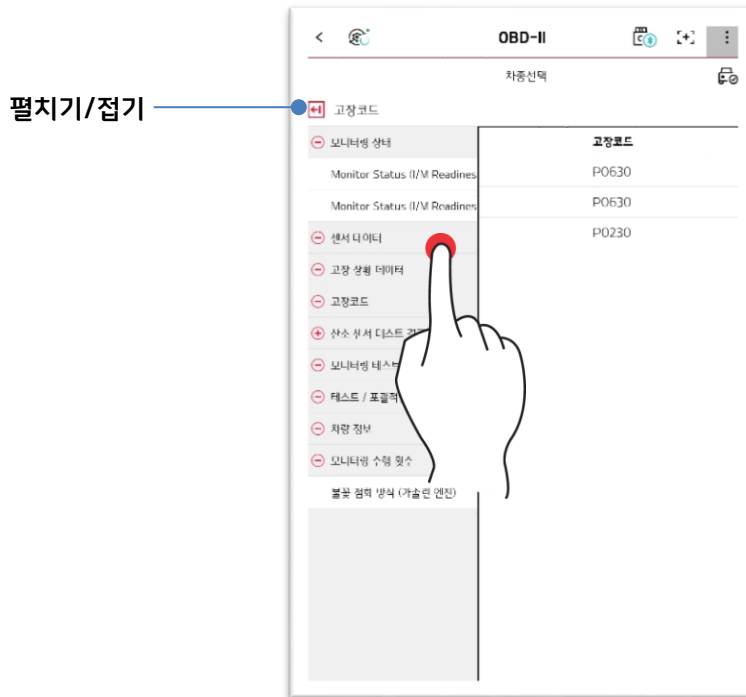 OBD-II
차종선택
펼치기/접기
고장코드
모니터링 상태
고장코드
Monitor Status (I/M Readines
P0630
Monitor Status (I/M Readines
P0630
센서 데이터
P0230
고장 상황 데이터
고장코드
산소 센서 테스트
모니터링 테스트
테스트 / 포괄적
차량 정보
모니터링 수행 횟수
불꽃 점화 방식 (가솔린 엔진)